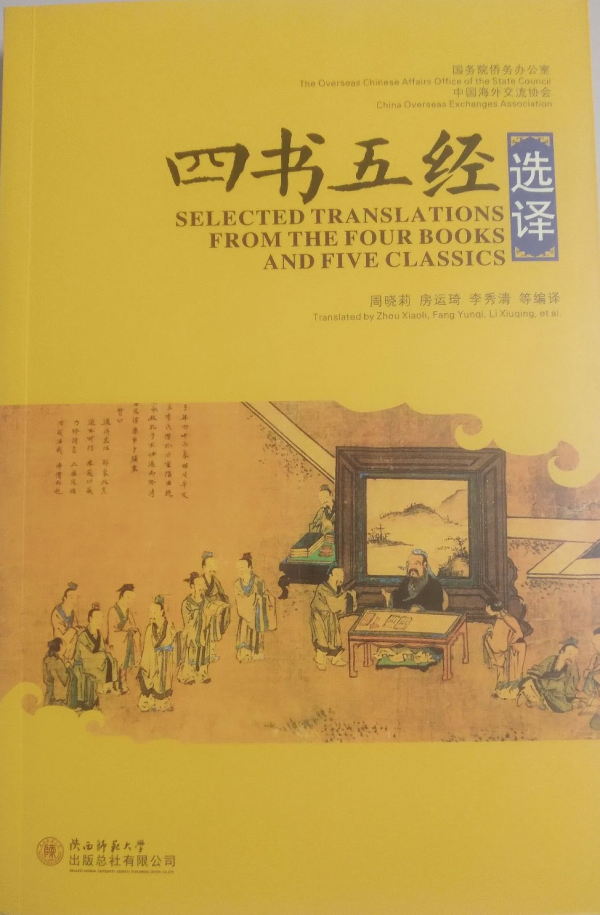 国务院侨务办公室
The Overseas Chinese Affairs Office of the State Council
中国海外交流协会
China Overseas Exchanges Association
四书五经
选译
SELECTED TRANSLATIONS
FROM THE FOUR BOOKS
AND FIVE CLASSICS
周晓莉 房运琦 李秀清 等编译
Translated by Zhou Xiaoli, Fang Yunqi, Li Xiuqing, et al.
陕西师范大学
出版总社有限公司